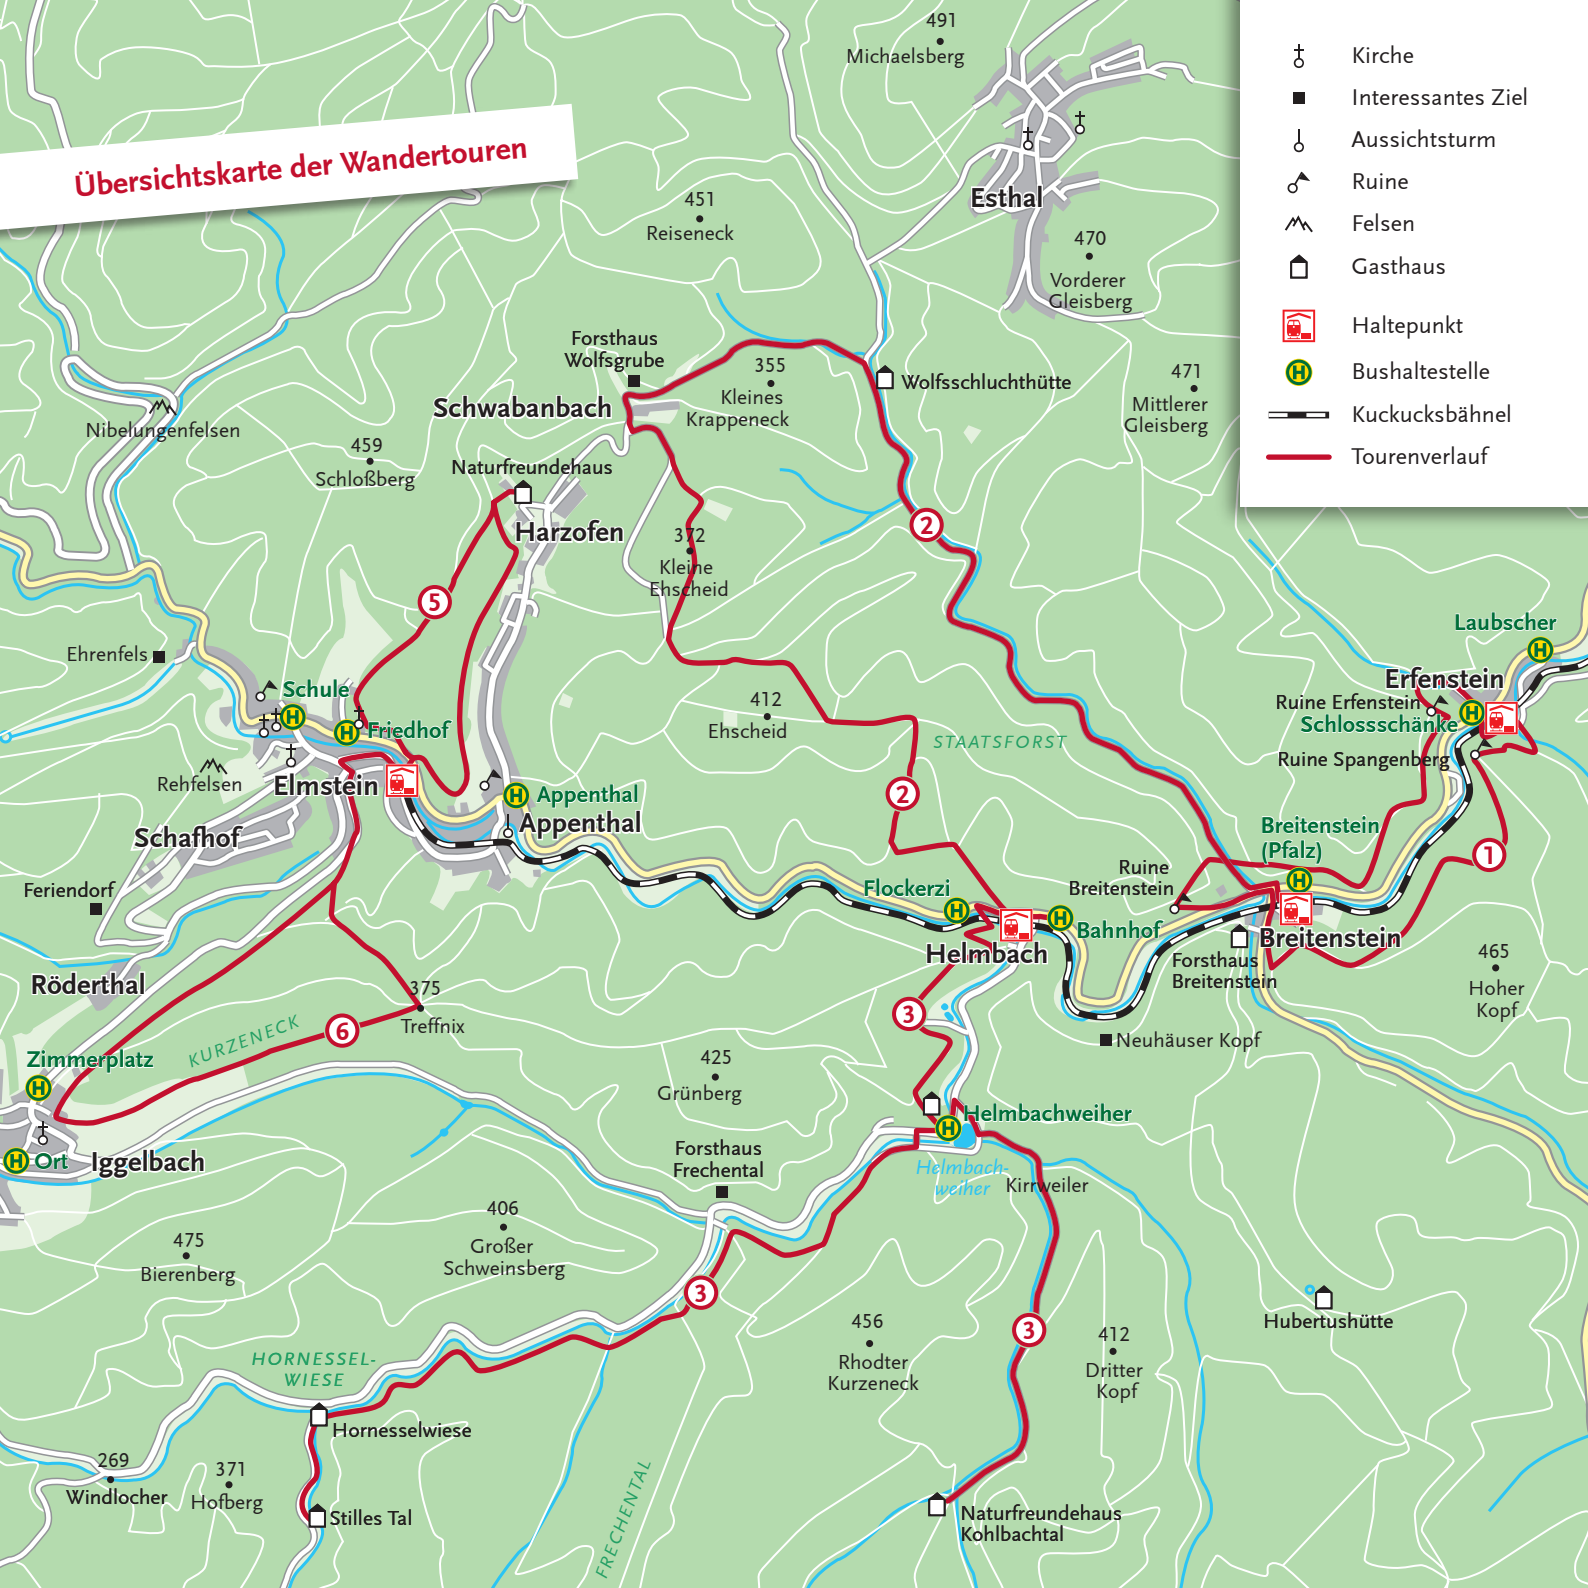 Übersichtskarte der Wandertouren
Kirche
Interessantes Ziel
Aussichtsturm
Ruine
Felsen
Gasthaus
Haltepunkt
H
Bushaltestelle
Kuckucksbähnel
Tourenverlauf
491
Michaelsberg
Esthal
451
Reiseneck
470
Vorderer
Gleisberg
Forsthaus
Wolfsgrube
355
Kleines
Krappeneck
Wolfsschluchthütte
471
Mittlerer
Gleisberg
Schwabanbach
Nibelungenfelsen
459
Schloßberg
Naturfreundehaus
Harzofen
2
372
Kleine
Ehscheid
5
Laubscher
H
Ehrenfels
Erfenstein
Schule
H
Ruine Erfenstein
412
Ehscheid
H
Friedhof
Schlossschänke
H
STAATSFORST
Ruine Spangenberg
Rehfelsen
Elmstein
H
Appenthal
2
Appenthal
Schafhof
Breitenstein
(Pfalz)
H
1
Ruine
Breitenstein
Feriendorf
Flockerzi
H
H
Bahnhof
Helmbach
Breitenstein
Forsthaus
Breitenstein
465
Hoher
Kopf
Röderthal
375
Treffnix
3
6
KURZENECK
Neuhäuser Kopf
Zimmerplatz
H
425
Grünberg
Helmbachweiher
H
Forsthaus
Frechental
Helmbach-
weiher
Kirrweiler
H
Ort
Iggelbach
406
Großer
Schweinsberg
475
Bierenberg
3
3
Hubertushütte
456
Rhodter
Kurzeneck
412
Dritter
Kopf
HORNESSEL-
WIESE
Hornesselwiese
269
Windlocher
371
Hofberg
Stilles Tal
FRECHENTAL
Naturfreundehaus
Kohlbachtal